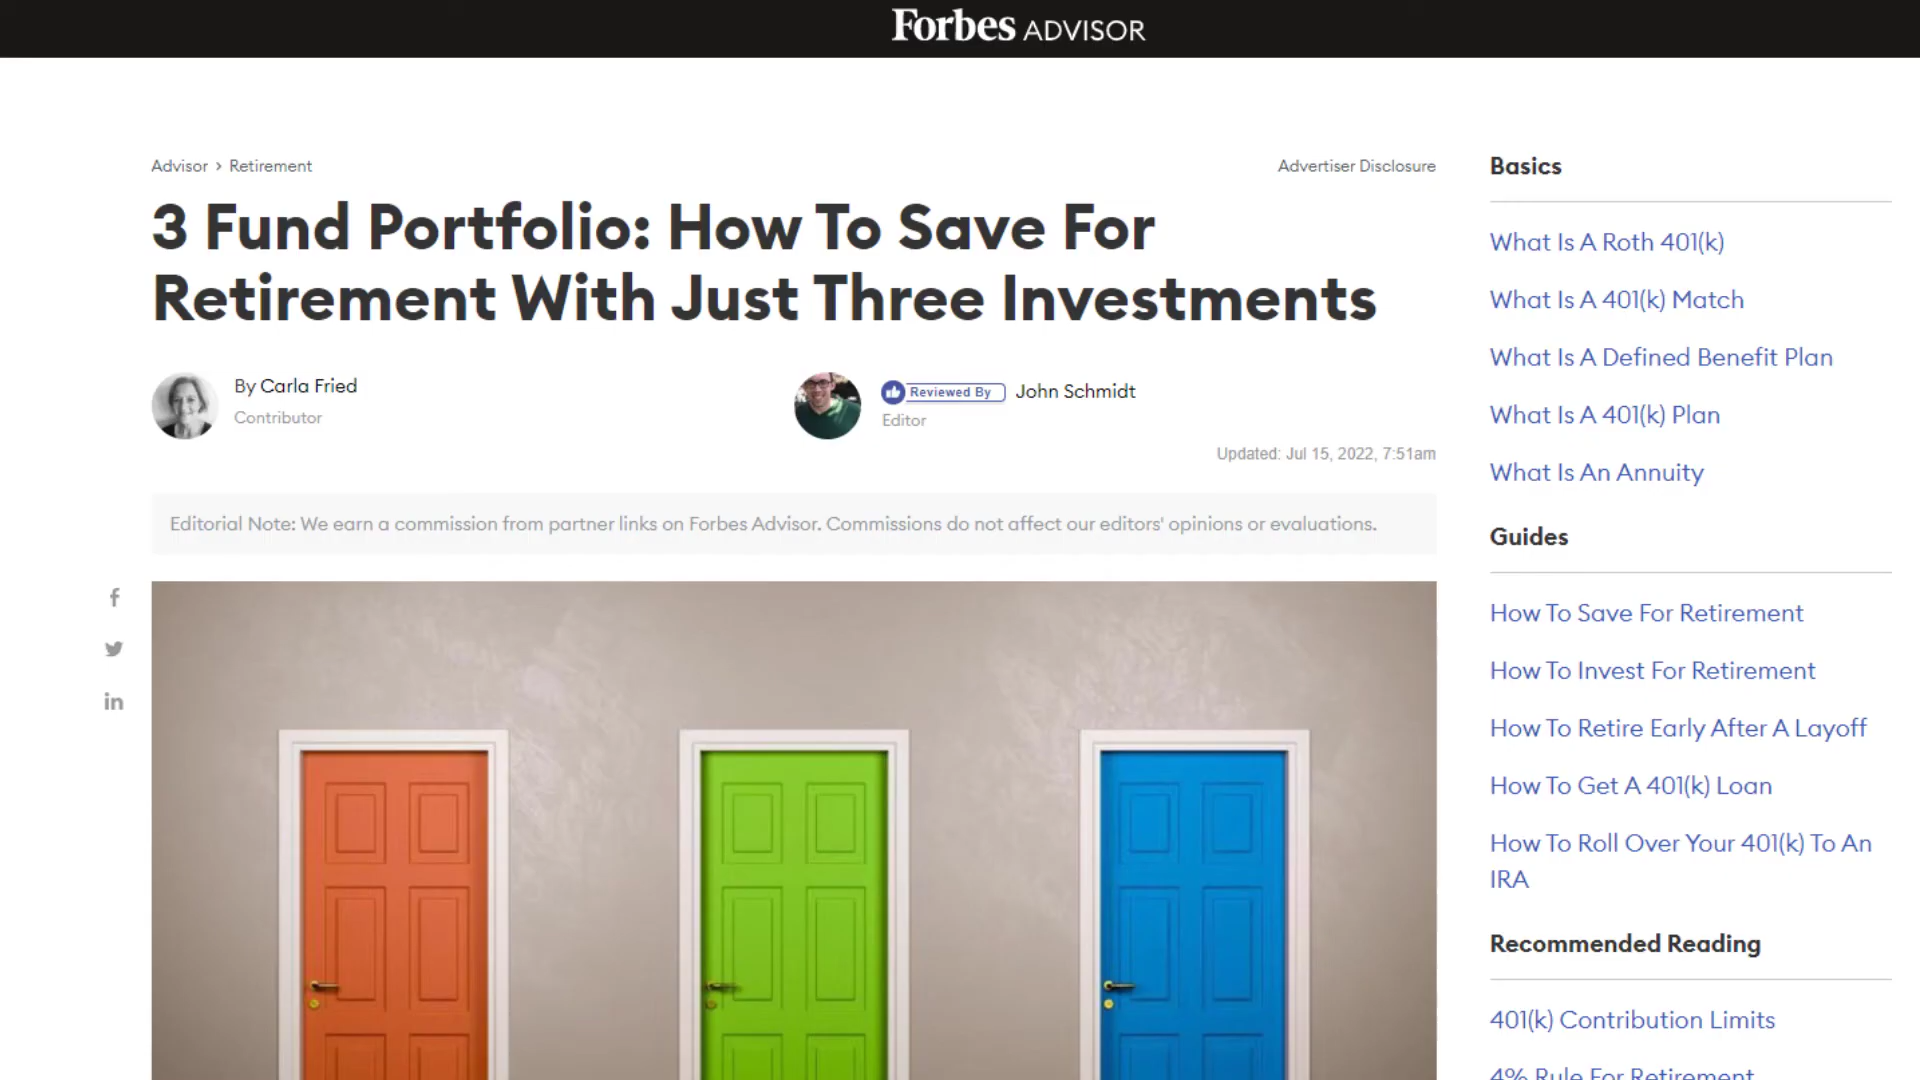 Forbes ADVISOR
Advisor › Retirement
Advertiser Disclosure
3 Fund Portfolio: How To Save For
Retirement With Just Three Investments
By Carla Fried
Contributor
Reviewed By John Schmidt
Editor
Updated: Jul 15, 2022, 7:51am
Editorial Note: We earn a commission from partner links on Forbes Advisor. Commissions do not affect our editors' opinions or evaluations.
Basics
What Is A Roth 401(k)
What Is A 401(k) Match
What Is A Defined Benefit Plan
What Is A 401(k) Plan
What Is An Annuity
Guides
How To Save For Retirement
How To Invest For Retirement
How To Retire Early After A Layoff
How To Get A 401(k) Loan
How To Roll Over Your 401(k) To An
IRA
Recommended Reading
401(k) Contribution Limits
4% Rule For Retirement